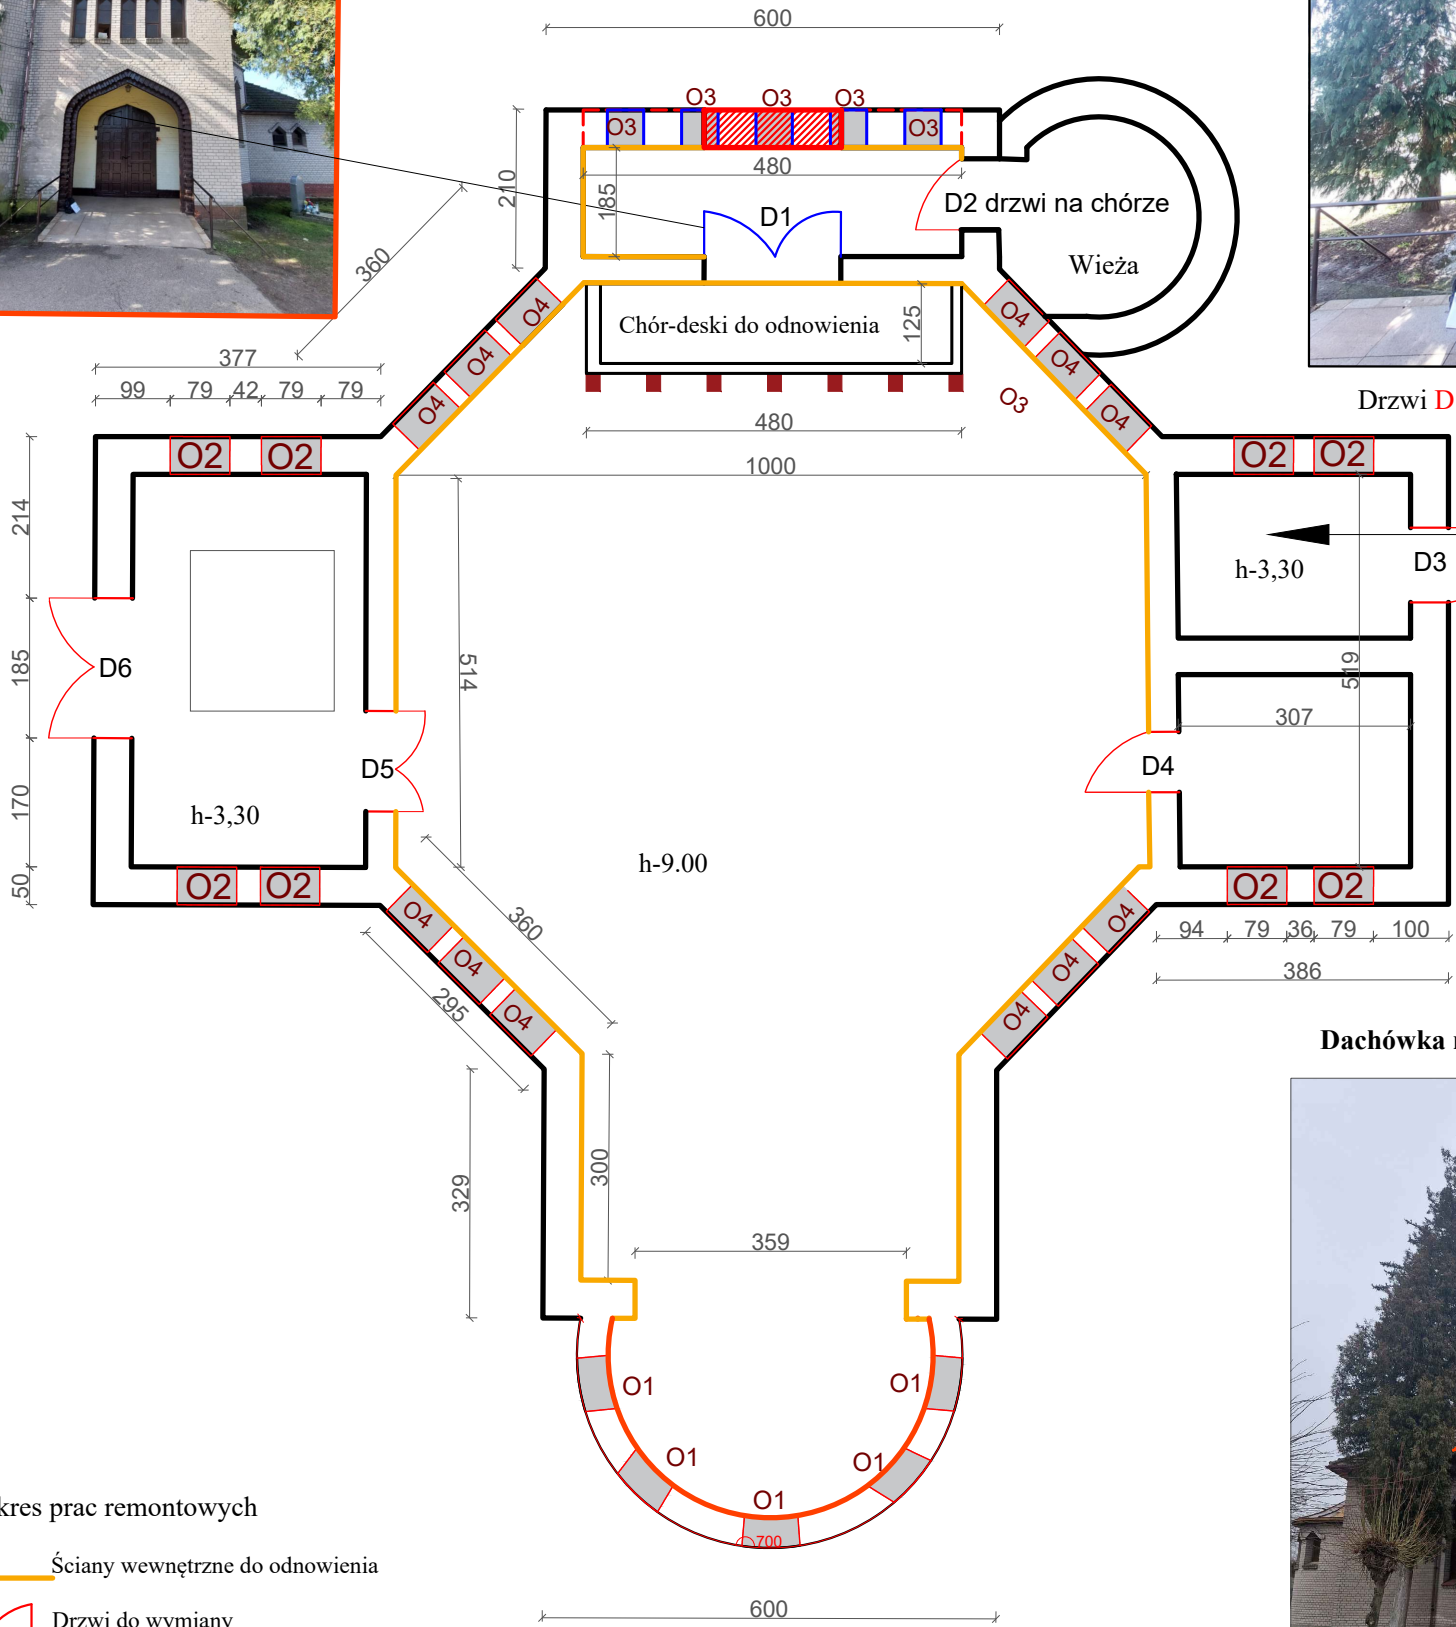 600
O3 O3 O3
O3 O3
480
210
185
D1
D2 drzwi na chórze
Wieża
360
Chór-deski do odnowienia
125
O4 O4
O4 O4
O4 O4
O3
377
99 79 42 79 79
Drzwi D
480
O2 O2
O2 O2
1000
214
h-3,30
D3
514
519
185
D6
307
D5
D4
170
h-3,30
h-9.00
50
O2 O2
O2 O2
O4 O4
O4 O4
O4 O4
360
94 79 36 79 100
386
295
Dachówka
300
329
359
O1 O1
O1 O1
O1
700
kres prac remontowych
Ściany wewnętrzne do odnowienia
Drzwi do wymiany
600